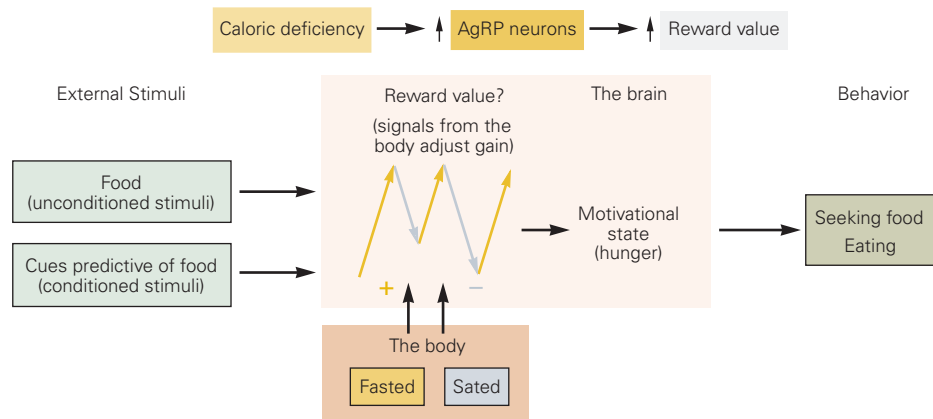 Caloric deficiency
AgRP neurons
Reward value
External Stimuli
Reward value?
(signals from the
body adjust gain)
The brain
Behavior
Food
(unconditioned stimuli)
Cues predictive of food
(conditioned stimuli)
+
−
Motivational
state
(hunger)
Seeking food
Eating
The body
Fasted
Sated